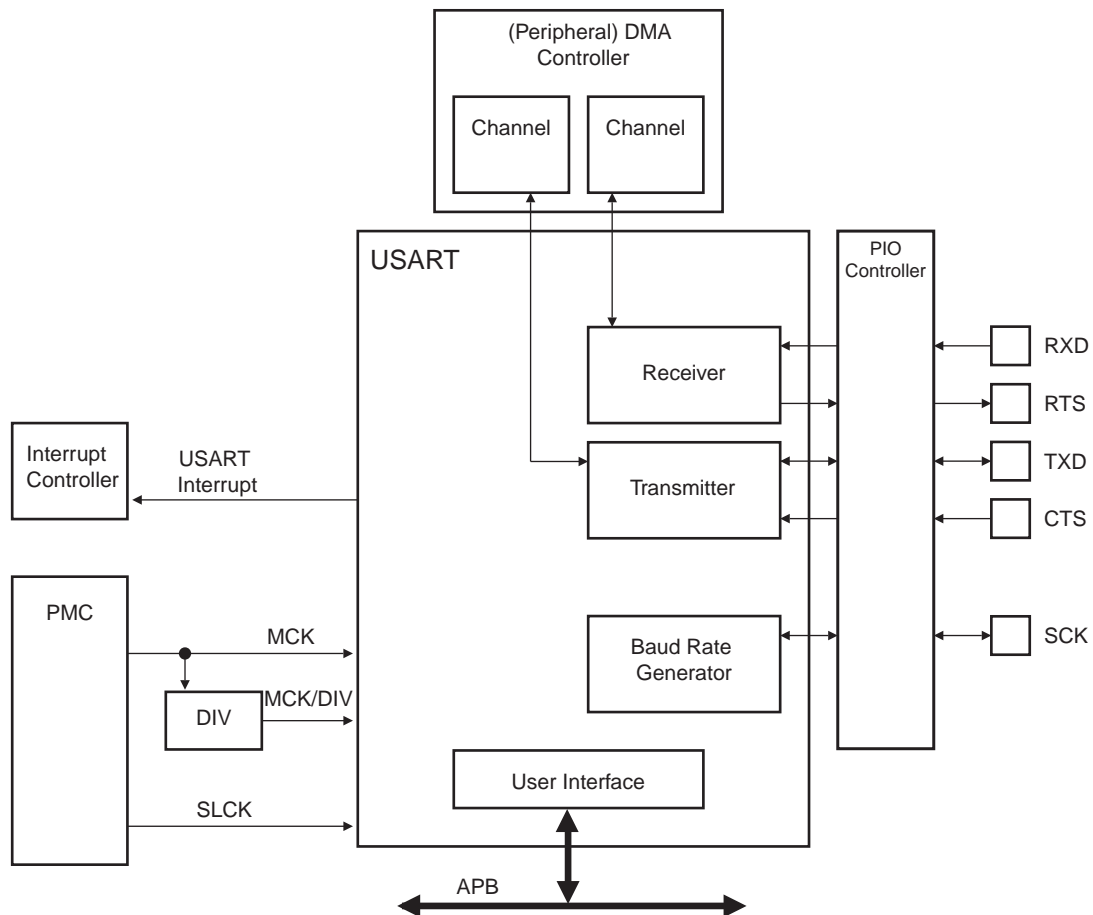 (Peripheral) DMA
Controller
Channel
Channel
USART
PIO
Controller
Receiver
RXD
RTS
Interrupt
Controller
USART
Interrupt
Transmitter
TXD
CTS
PMC
MCK
Baud Rate
Generator
SCK
DIV
MCK/DIV
User Interface
SLCK
APB